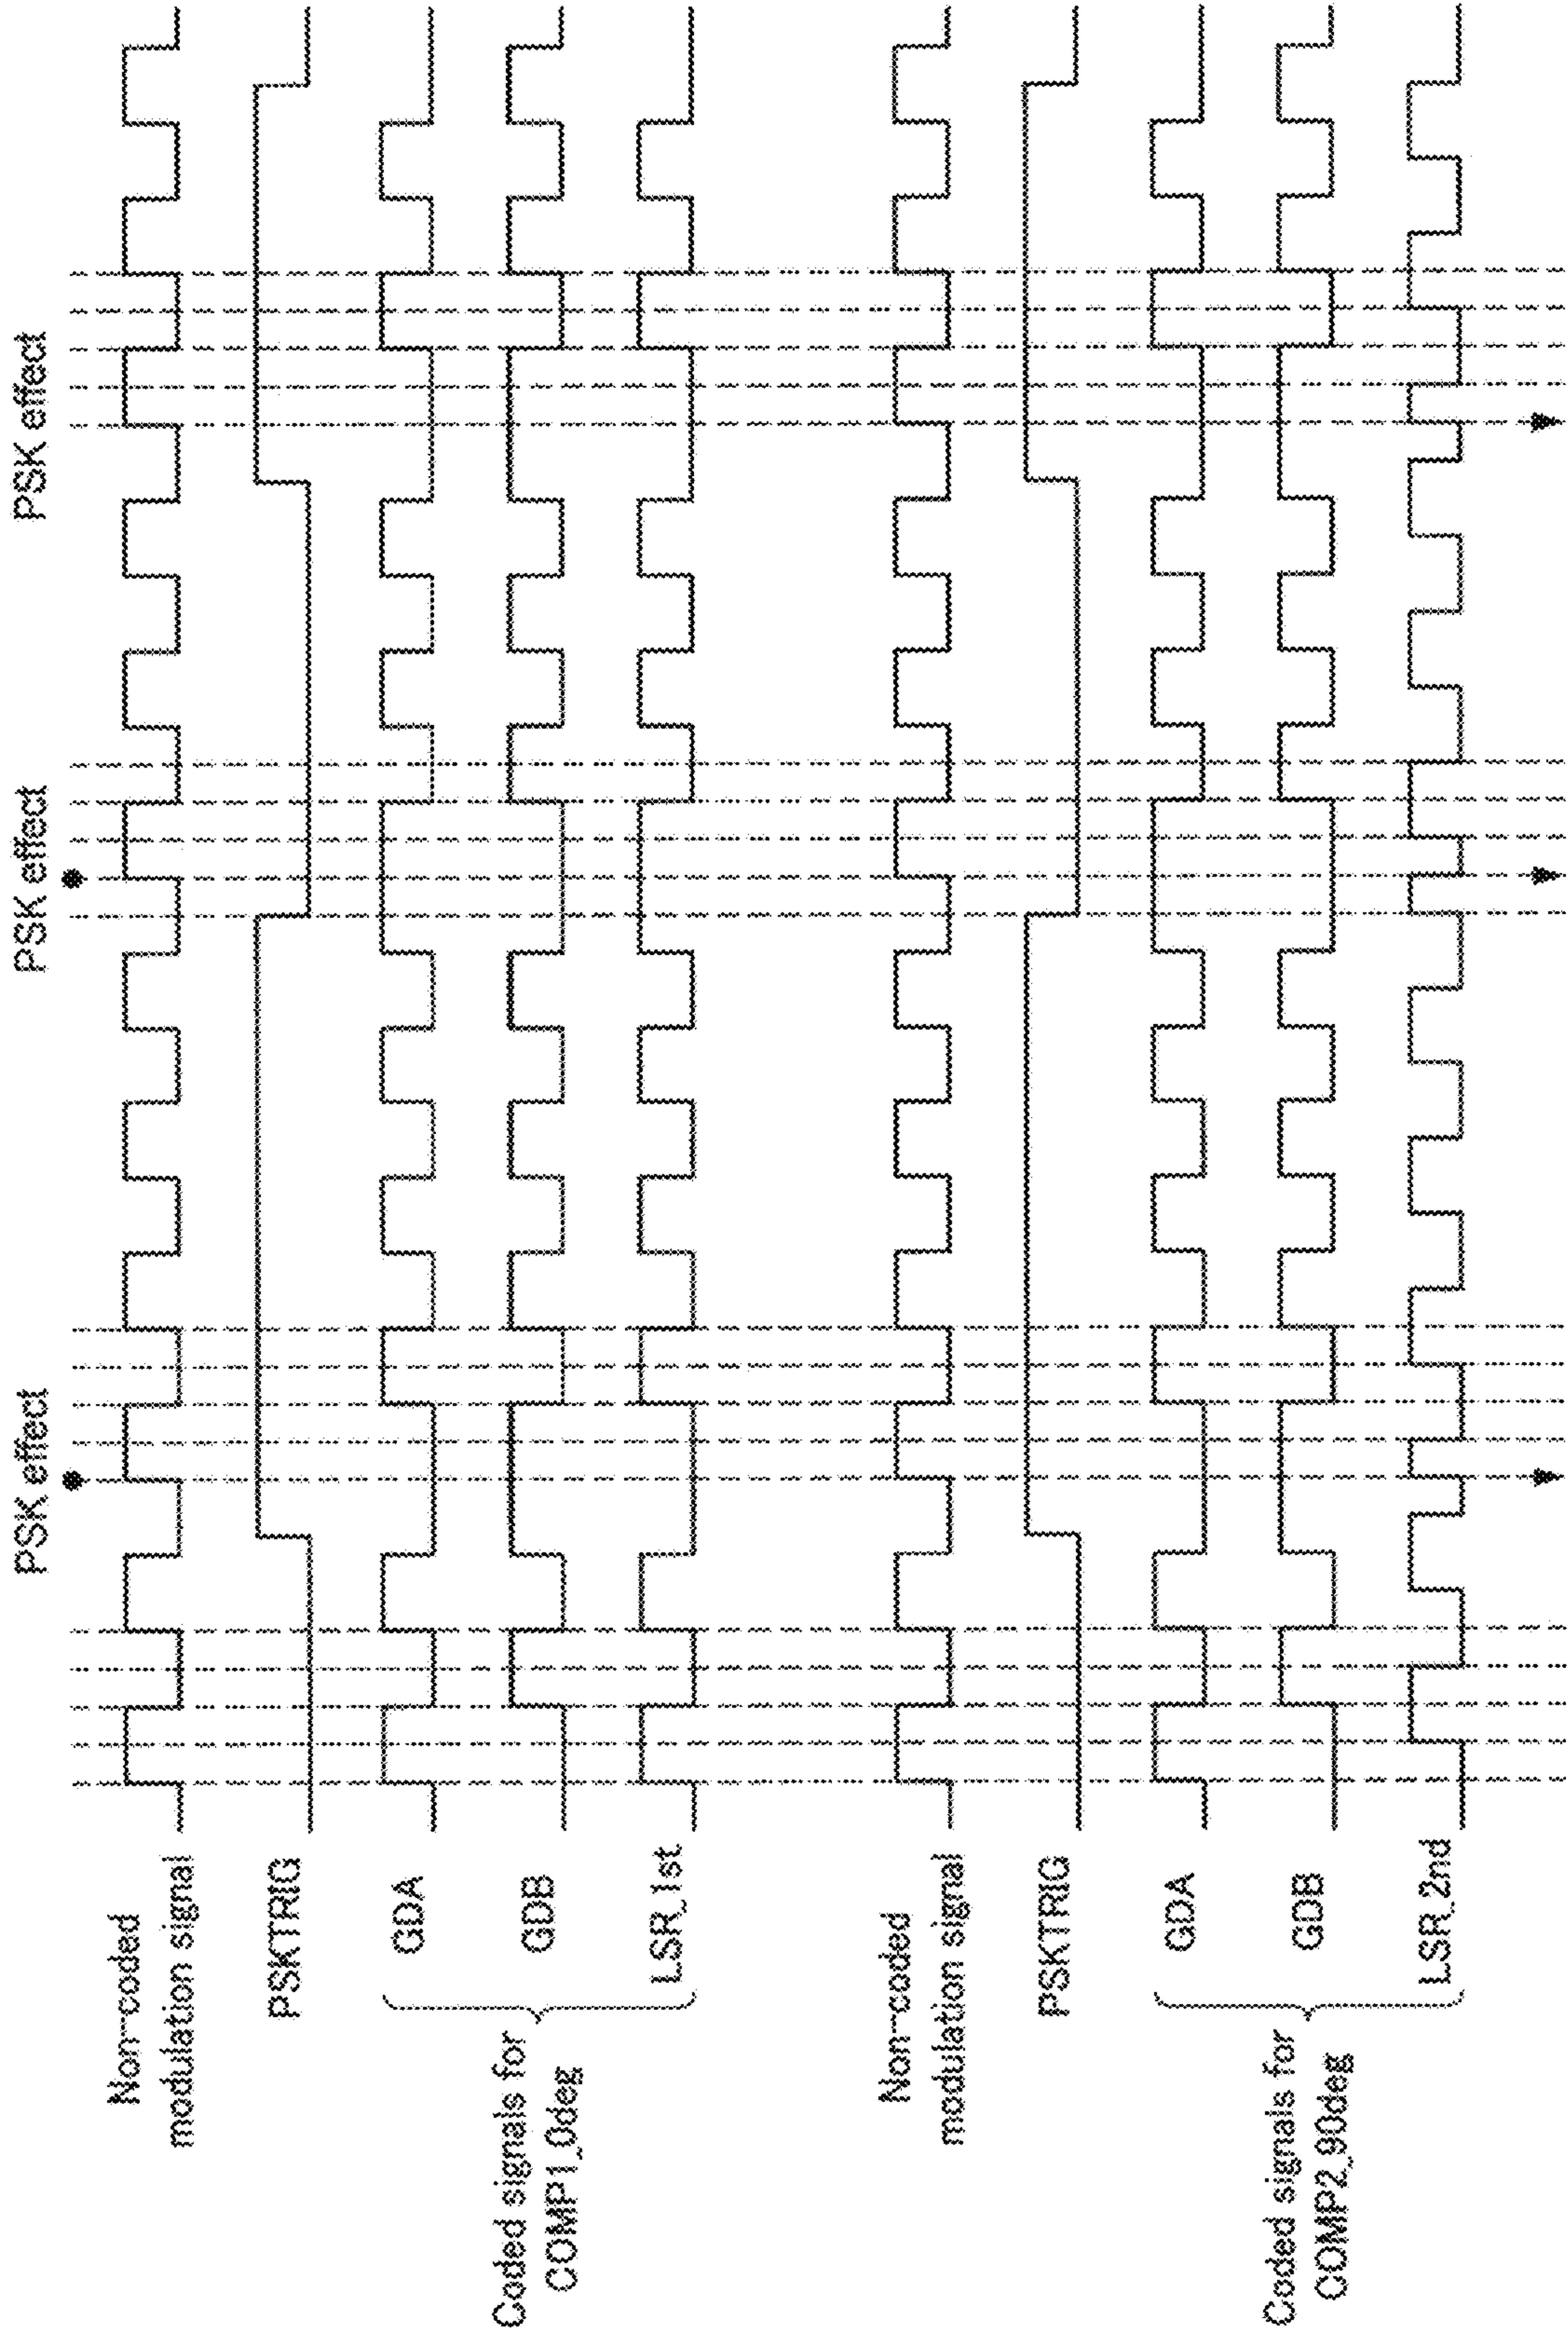 PSK effect
PSK effect
PSK effect
Non-coded
modulation signal
PSKTRIG
GDA
GDB
LSR_1st
Coded signals for
COMP1_0deg
Non-coded
modulation signal
PSKTRIG
GDA
GDB
LSR_2nd
Coded signals for
COMP2_90deg